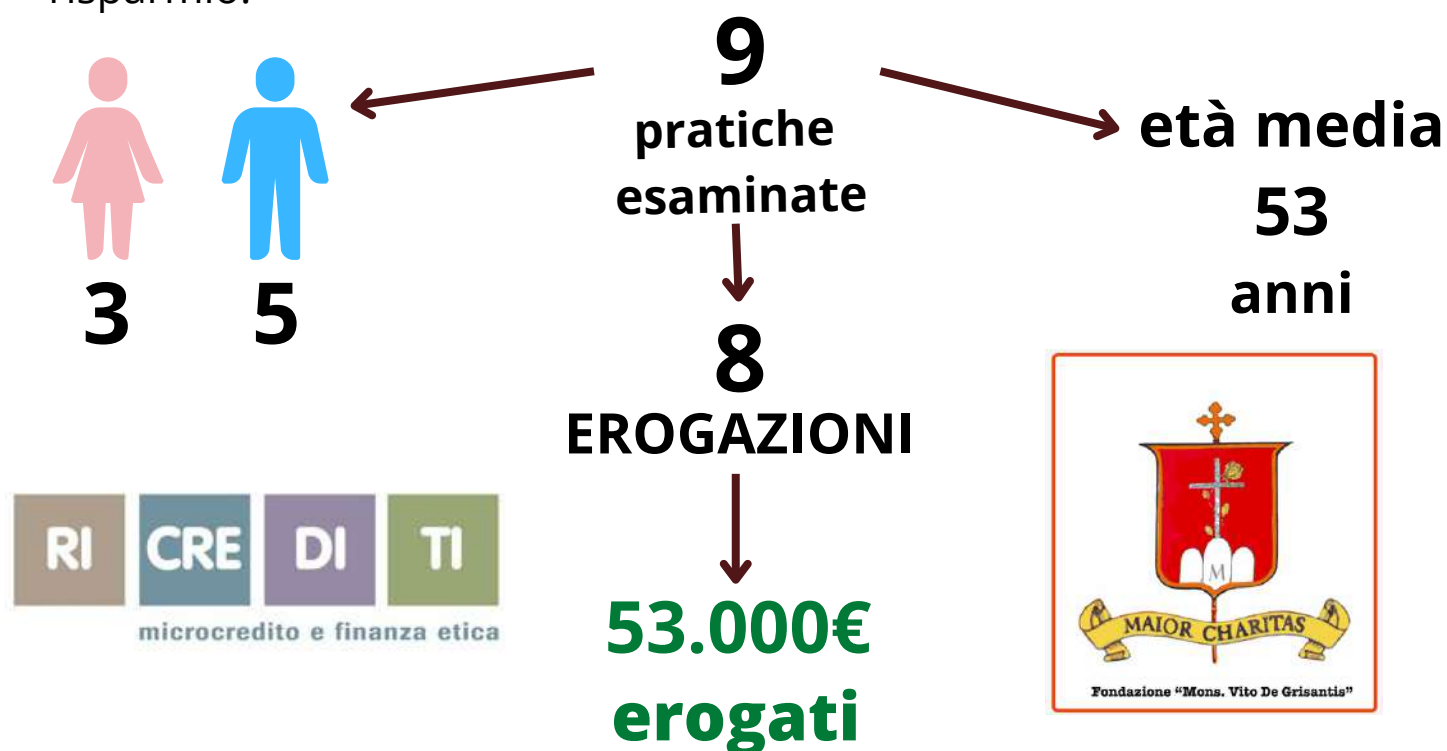 risparmio.
9
pratiche
esaminate
3 5
età media
53
anni
8
EROGAZIONI
53.000€
erogati
RI CRE DI TI
microcredito e finanza etica
M
MAIOR CHARITAS
Fondazione “Mons. Vito De Grisantis”